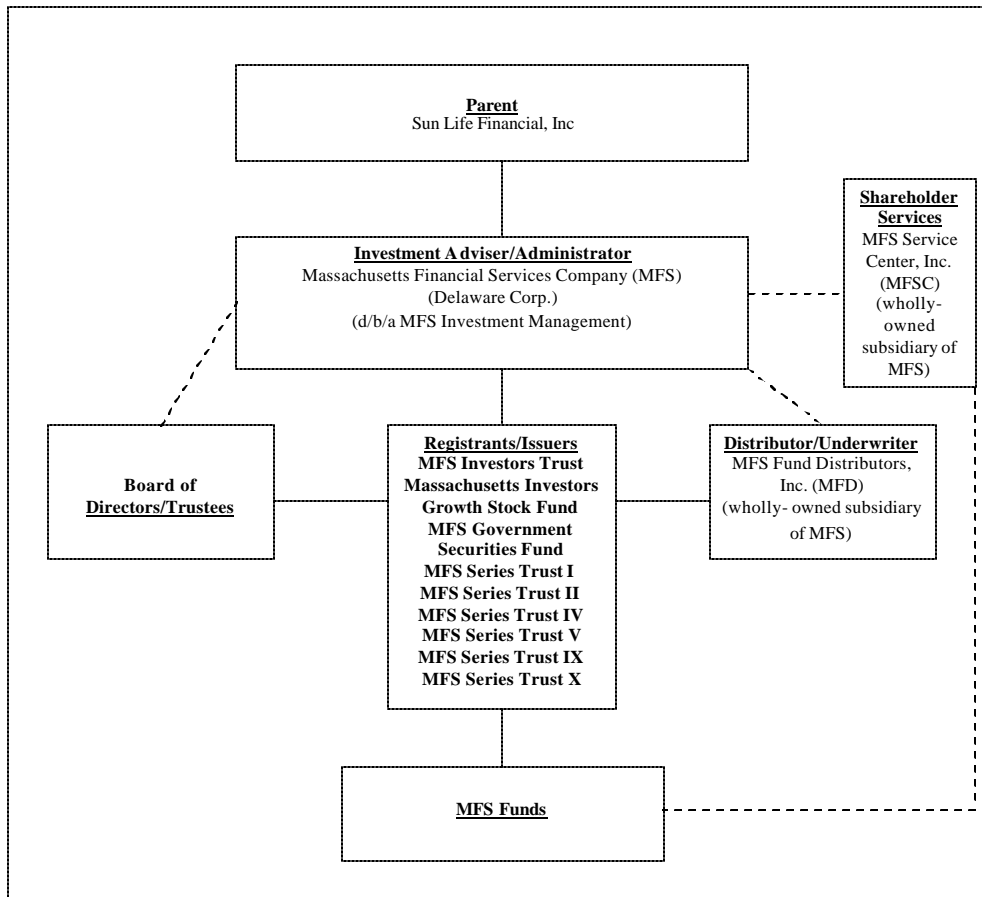 Parent
Sun Life Financial, Inc
Shareholder
Services
MFS Service
Center, Inc.
(MFSC)
(wholly-
owned
subsidiary of
MFS)
Investment Adviser/Administrator
Massachusetts Financial Services Company (MFS)
(Delaware Corp.)
(d/b/a MFS Investment Management)
Board of
Directors/Trustees
Registrants/Issuers
MFS Investors Trust
Massachusetts Investors
Growth Stock Fund
MFS Government
Securities Fund
MFS Series Trust I
MFS Series Trust II
MFS Series Trust IV
MFS Series Trust V
MFS Series Trust IX
MFS Series Trust X
Distributor/Underwriter
MFS Fund Distributors,
Inc. (MFD)
(wholly- owned subsidiary
of MFS)
MFS Funds